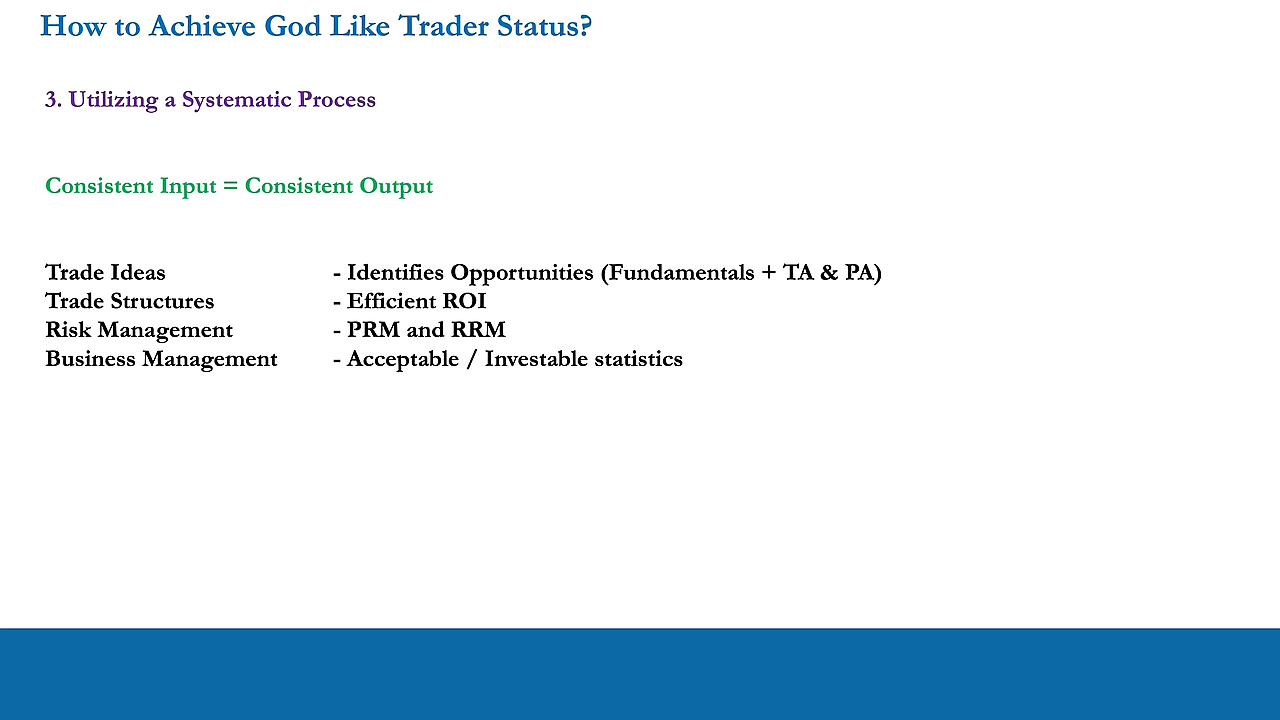 How to Achieve God Like Trader Status?
3. Utilizing a Systematic Process
Consistent Input = Consistent Output
Trade Ideas - Identifies Opportunities (Fundamentals + TA & PA)
Trade Structures - Efficient ROI
Risk Management - PRM and RRM
Business Management - Acceptable / Investable statistics